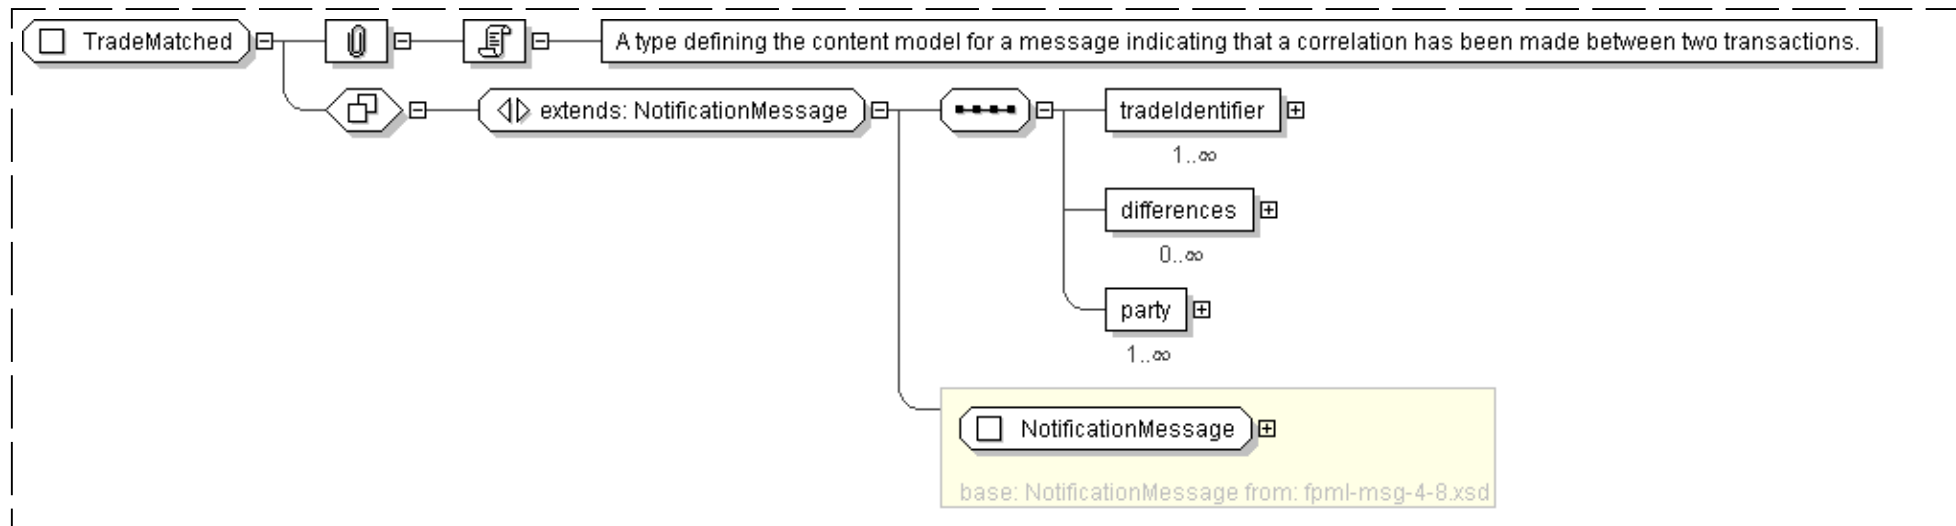 TradeMatched
A type defining the content model for a message indicating that a correlation has been made between two transactions.
extends: NotificationMessage
tradeIdentifier
1..∞
differences
0..∞
party
1..∞
NotificationMessage
base: NotificationMessage from: fpml-msg-4-8.xsd